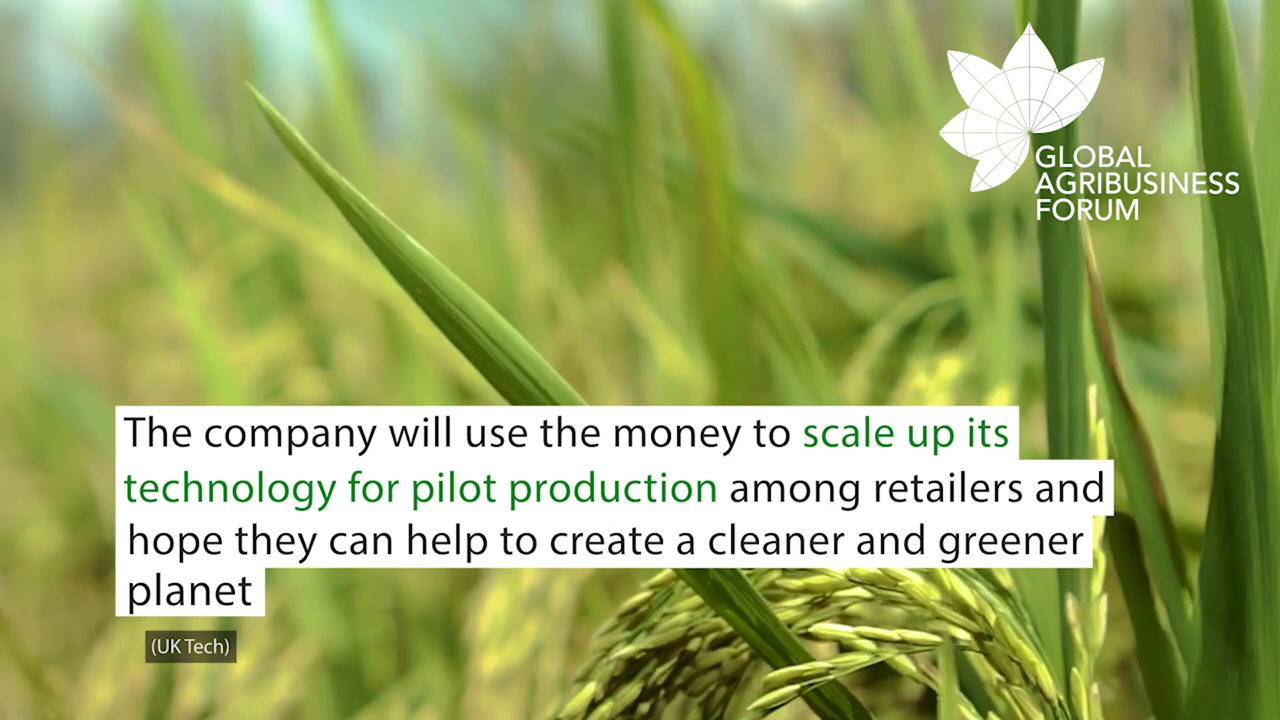 GLOBAL
AGRIBUSINESS
FORUM
The company will use the money to scale up its
technology for pilot production among retailers and
hope they can help to create a cleaner and greener
planet
(UK Tech)